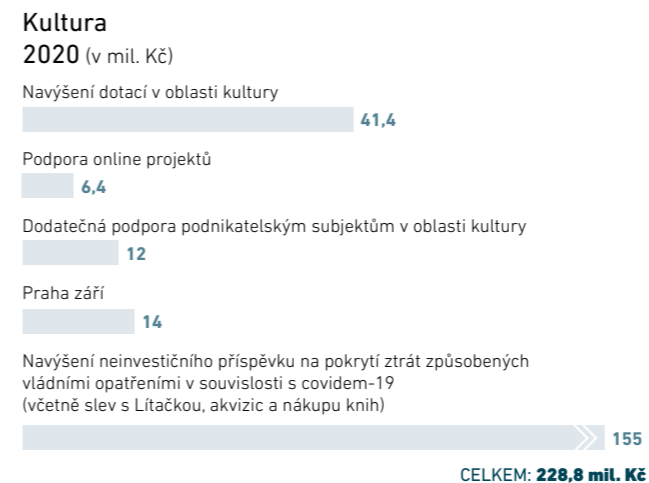 Kultura
2020 (v mil. Kč)
Navýšení dotací v oblasti kultury
41,4
Podpora online projektů
6,4
Dodatečná podpora podnikatelským subjektům v oblasti kultury
12
Praha září
14
Navýšení neinvestičního příspěvku na pokrytí ztrát způsobených
vládními opatřeními v souvislosti s covidem-19
(včetně slev s Lítačkou, akvizic a nákupu knih)
155
CELKEM: 228,8 mil. Kč